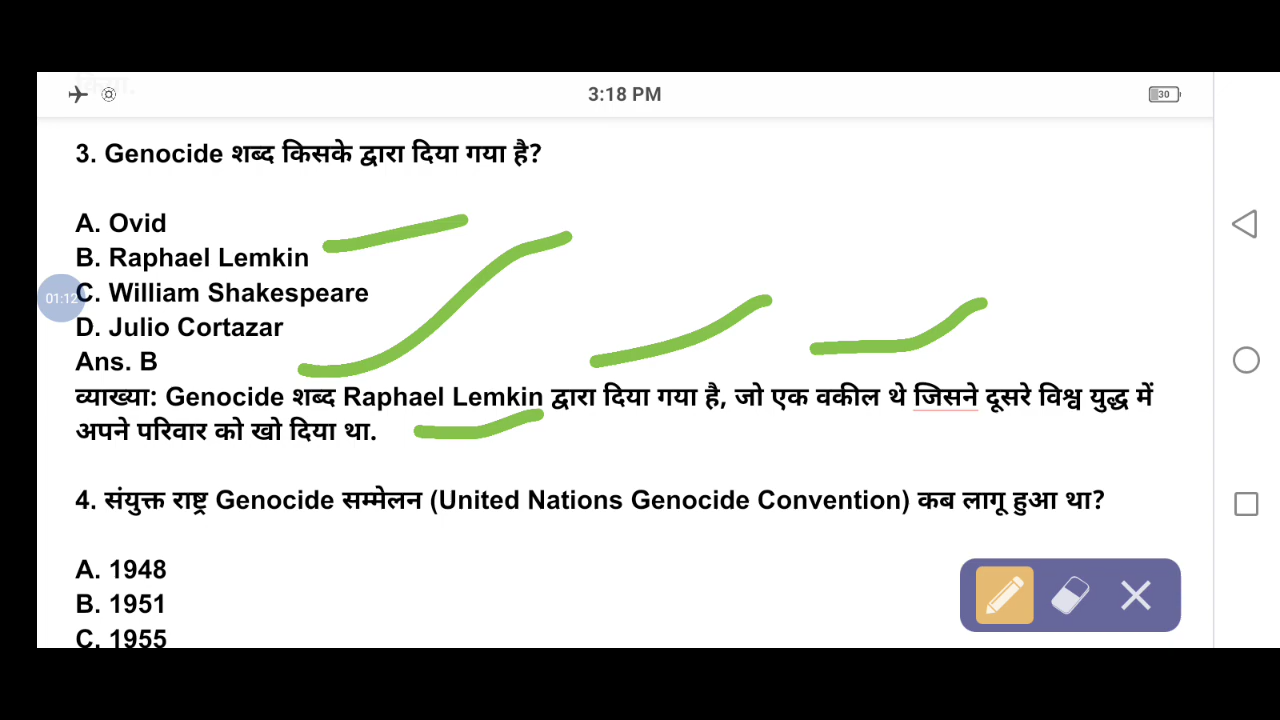 3:18 PM
30
3. Genocide शब्द किसके द्वारा दिया गया है?
A. Ovid
B. Raphael Lemkin
01:12
C. William Shakespeare
D. Julio Cortazar
Ans. B
व्याख्या: Genocide शब्द Raphael Lemkin द्वारा दिया गया है, जो एक वकील थे जिसने दूसरे विश्व युद्ध में
अपने परिवार को खो दिया था.
4. संयुक्त राष्ट्र Genocide सम्मेलन (United Nations Genocide Convention) कब लागू हुआ था?
A. 1948
B. 1951
C. 1955